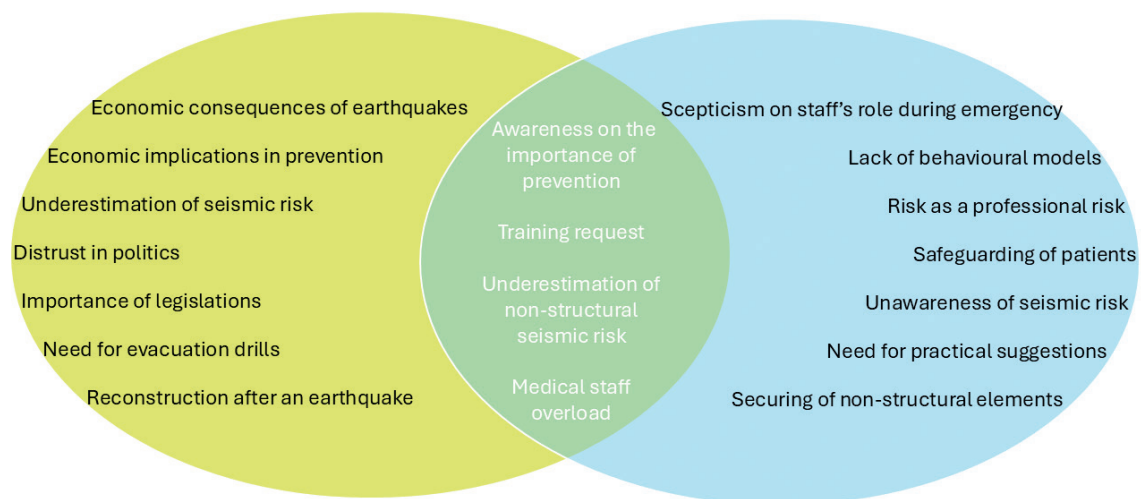 Economic consequences of earthquakes
Economic implications in prevention
Underestimation of seismic risk
Distrust in politics
Importance of legislations
Need for evacuation drills
Reconstruction after an earthquake
Awareness on the
importance of
prevention
Training request
Underestimation of
non-structural
seismic risk
Medical staff
overload
Scepticism on staff's role during emergency
Lack of behavioural models
Risk as a professional risk
Safeguarding of patients
Unawareness of seismic risk
Need for practical suggestions
Securing of non-structural elements